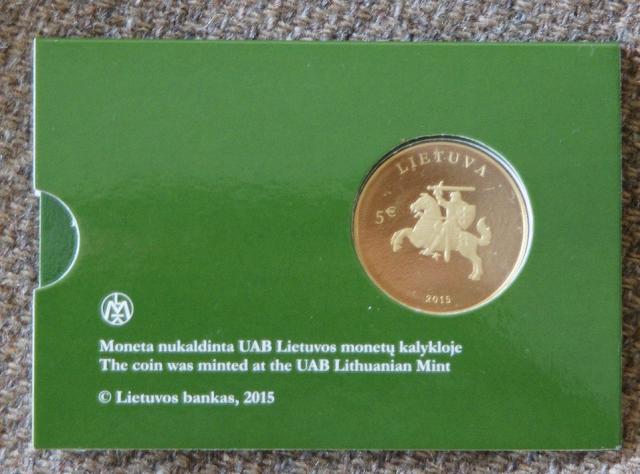 LIETUVA
5€
2015
Moneta nukaldinta UAB Lietuvos monetų kalykloje
The coin was minted at the UAB Lithuanian Mint
© Lietuvos bankas, 2015